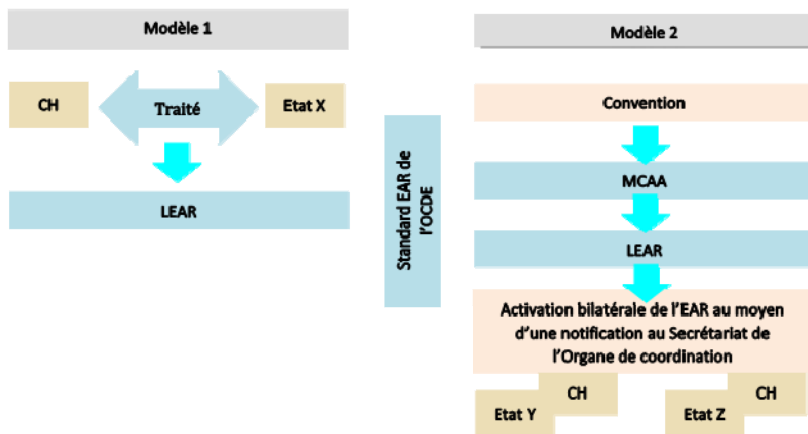 Modèle 1
CH
Traité
Etat X
LEAR
Standard EAR de
l'OCDE
Modèle 2
Convention
MCAA
LEAR
Activation bilatérale de l'EAR au moyen
d'une notification au Secrétariat de
l'Organe de coordination
CH
Etat Y
CH
Etat Z